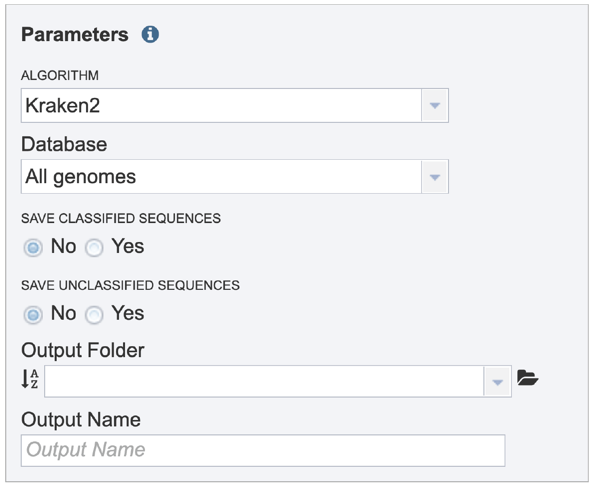 Parameters
ALGORITHM
Kraken2
Database
All genomes
SAVE CLASSIFIED SEQUENCES
No Yes
SAVE UNCLASSIFIED SEQUENCES
No Yes
Output Folder
A
Z
Output Name
Output Name